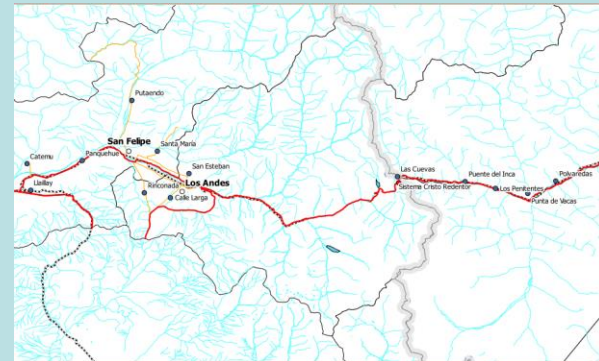 Putaendo
San Felipe
Santa María
Catemu
Panquehue
San Esteban
Llaillay
Rinconada
Los Andes
Calle Larga
Las Cuevas
Sistema Cristo Redentor
Puente del Inca
Los Penitentes
Polvaredas
Punta de Vacas